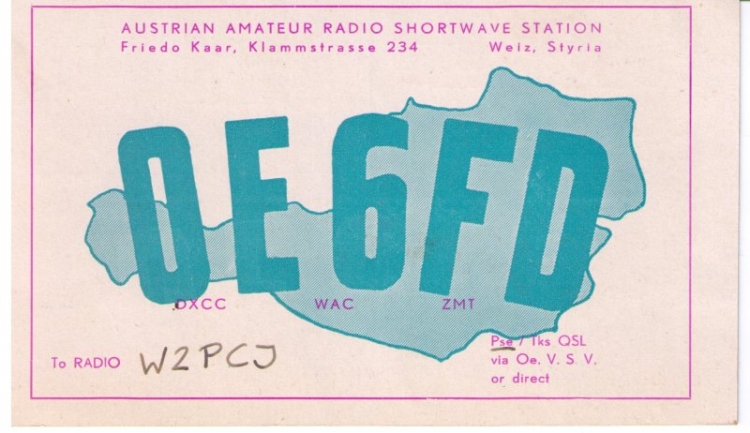 AUSTRIAN AMATEUR RADIO SHORTWAVE STATION
Friedo Kaar, Klammstrasse 234 Weiz, Styria
OE6FD
DXCC WAC ZMT
Pse / Tks QSL
via Oe. V. S. V.
or direct
To RADIO W2PCJ